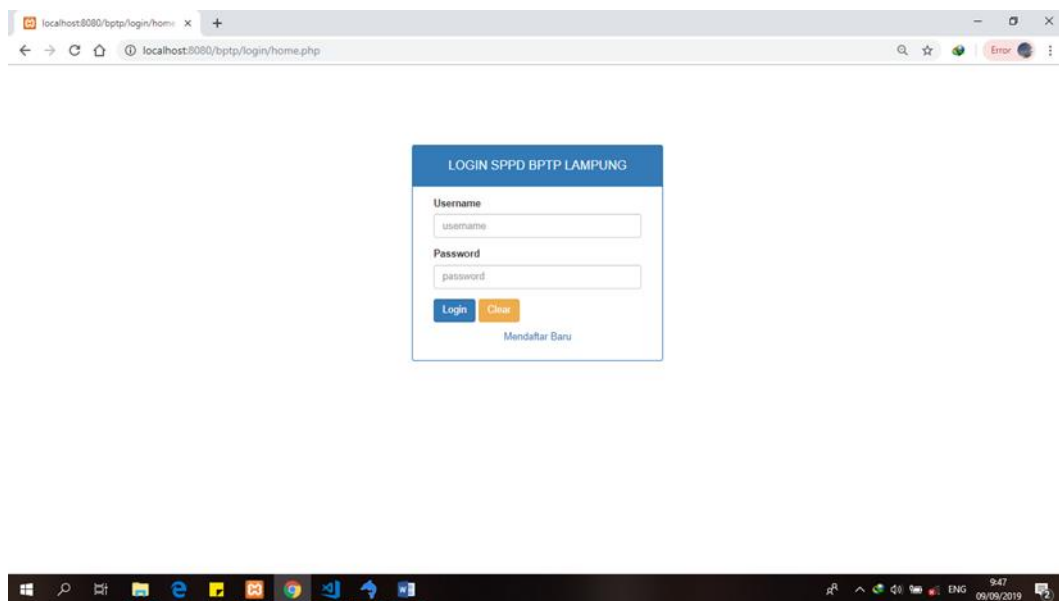 localhost:8080/bptp/login/home
localhost:8080/bptp/login/home.php
Error
LOGIN SPPD BPTP LAMPUNG
Username
username
Password
password
Login Clear
Mendaftar Baru
ENG
9:47
09/09/2019
2